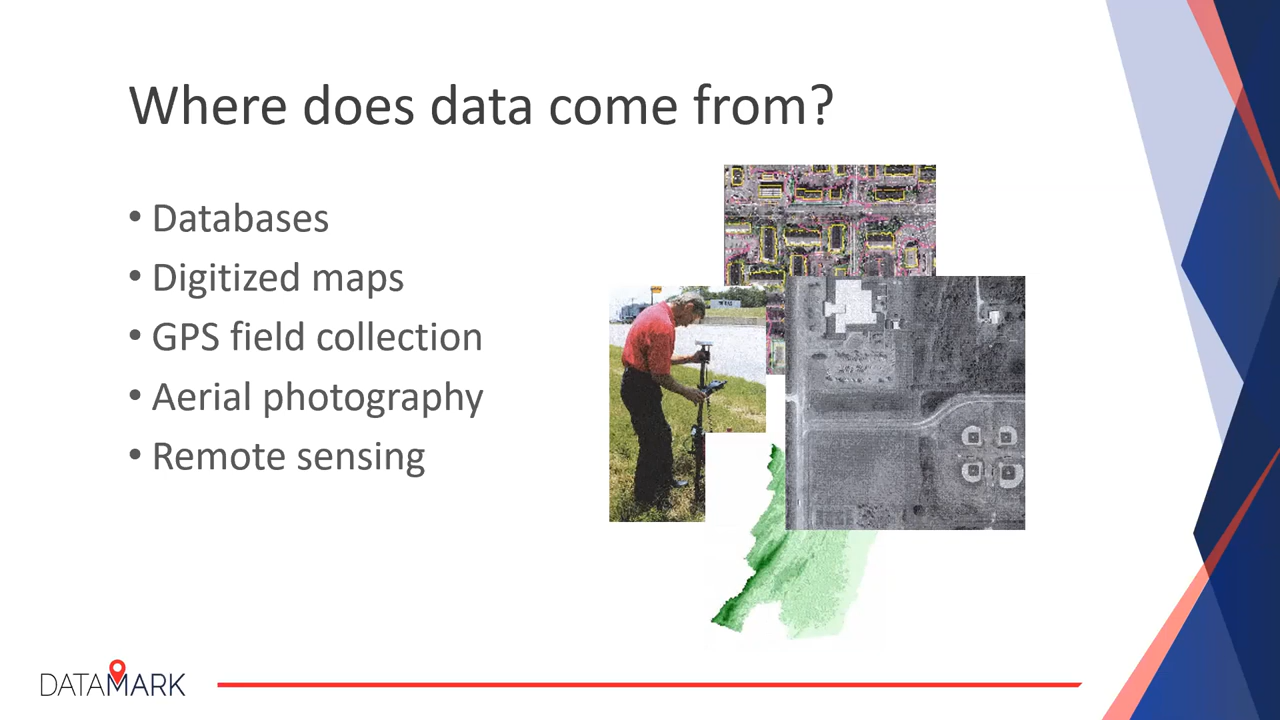 Where does data come from?
• Databases
• Digitized maps
• GPS field collection
• Aerial photography
• Remote sensing
DATAMARK